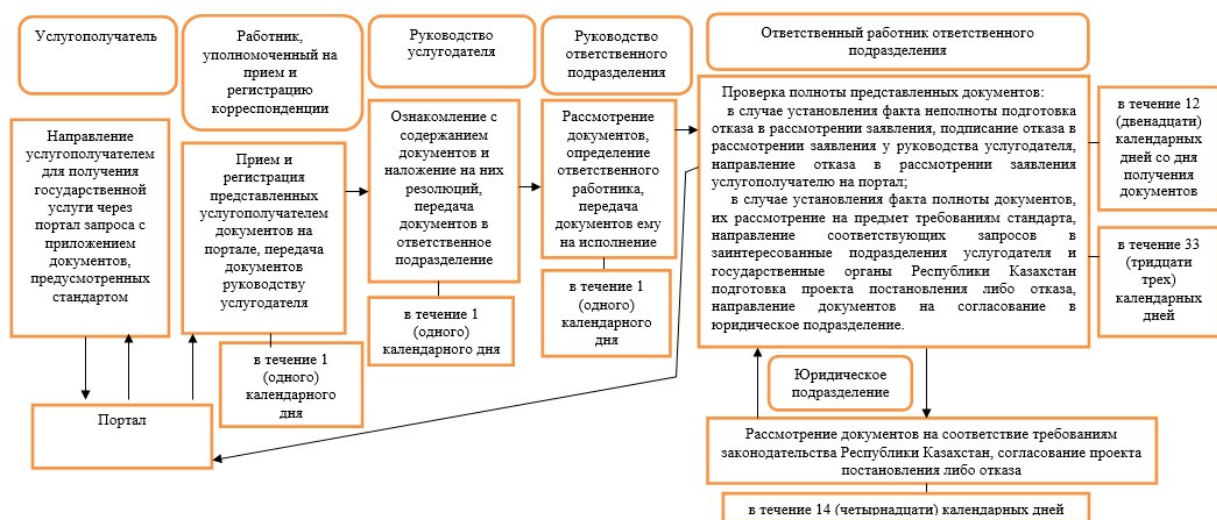 Услугополучатель
Работник,
уполномоченный на
прием и
регистрацию
корреспонденции
Руководство
услугодателя
Руководство
ответственного
подразделения
Ответственный работник ответственного
подразделения
Направление
услугополучателем
для получения
государственной
услуги через
портал запроса с
приложением
документов,
предусмотренных
стандартом
Прием и
регистрация
представленных
услугополучателем
документов на
портале, передача
документов
руководству
услугодателя
Ознакомление с
содержанием
документов и
наложение на них
резолюций,
передача
документов в
ответственное
подразделение
Рассмотрение
документов,
определение
ответственного
работника,
передача
документов ему
на исполнение
Проверка полноты представленных документов:
в случае установления факта неполноты подготовка
отказа в рассмотрении заявления, подписание отказа в
рассмотрении заявления у руководства услугодателя,
направление отказа в рассмотрении заявления
услугополучателю на портал;
в случае установления факта полноты документов,
их рассмотрение на предмет требованиям стандарта,
направление соответствующих запросов в
заинтересованные подразделения услугодателя и
государственные органы Республики Казахстан
подготовка проекта постановления либо отказа,
направление документов на согласование в
юридическое подразделение.
в течение 12
(двенадцати)
календарных
дней со дня
получения
документов
в течение 33
(тридцати
трех)
календарных
дней
в течение 1
(одного)
календарного
дня
в течение 1
(одного)
календарного дня
в течение 1
(одного)
календарного
дня
Портал
Юридическое
подразделение
Рассмотрение документов на соответствие требованиям
законодательства Республики Казахстан, согласование проекта
постановления либо отказа
в течение 14 (четырнадцати) календарных дней